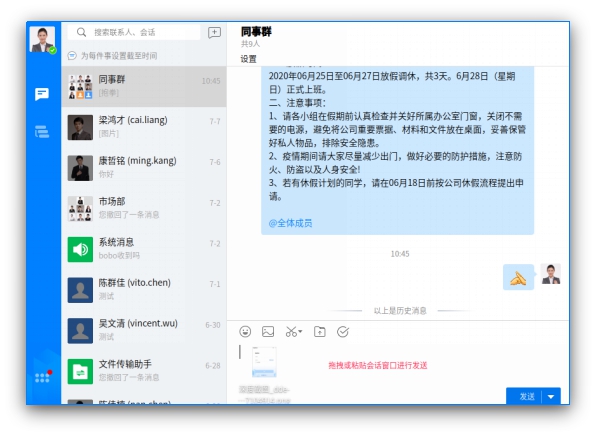 搜索联系人、会话
为每件事设置截至时间
同事群
10:45
梁鸿才 (cai.liang)
7-7
[图片]
康哲铭 (ming.kang)
7-6
你好
市场部
7-2
您撤回了一条消息
系统消息
7-2
bobo收到吗
陈群佳 (vito.chen)
7-1
测试
吴文清 (vincent.wu)
6-30
测试
文件传输助手
6-28
您撤回了一条消息
同事群
共9人
设置
2020年06月25日至06月27日放假调休，共3天。6月28日（星期
日）正式上班。
二、注意事项：
1、请各小组在假期前认真检查并关好所属办公室门窗，关闭不需
要的电源，避免将公司重要票据、材料和文件放在桌面，妥善保管
好私人物品，排除安全隐患。
2、疫情期间请大家尽量减少出门，做好必要的防护措施，注意防
火、防盗以及人身安全!
3、若有休假计划的同学，请在06月18日前按公司休假流程提出申
请。
@全体成员
10:45
以上是历史消息
拖拽或粘贴会话窗口进行发送
发送